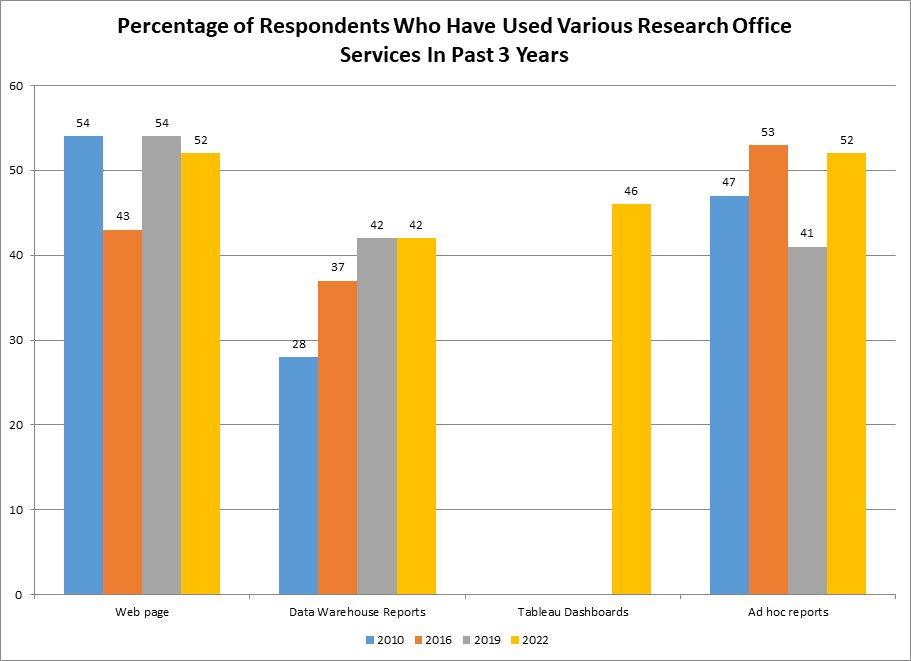 Percentage of Respondents Who Have Used Various Research Office
Services In Past 3 Years
60
50
40
30
20
10
0
54
43
54
52
28
37
42
42
46
47
53
41
52
Web page
Data Warehouse Reports
Tableau Dashboards
Ad hoc reports
2010 2016 2019 2022